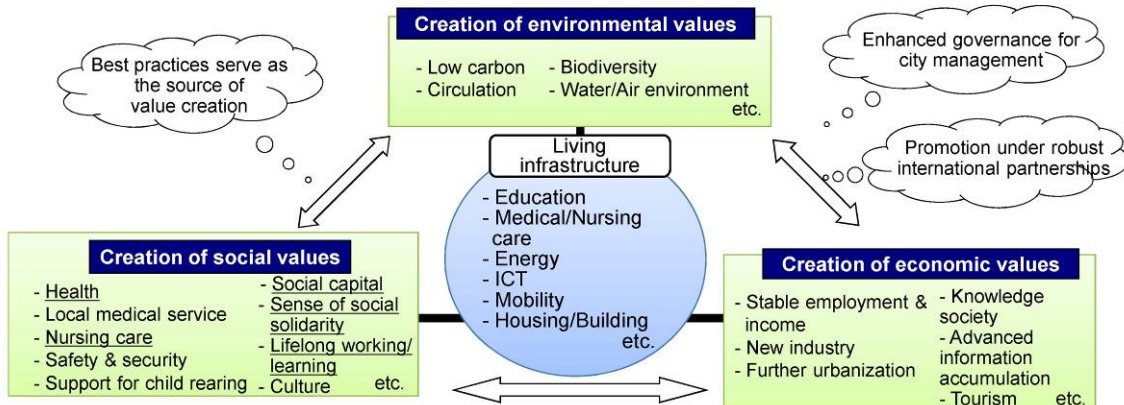 Creation of environmental values
- Low carbon
- Circulation
- Biodiversity
- Water/Air environment
etc.
Best practices serve as
the source of
value creation
Enhanced governance for
city management
Promotion under robust
international partnerships
Living
infrastructure
- Education
- Medical/Nursing
care
- Energy
- ICT
- Mobility
- Housing/Building
etc.
Creation of social values
- Health
- Local medical service
- Nursing care
- Safety & security
- Support for child rearing
- Social capital
- Sense of social
solidarity
- Lifelong working/
learning
- Culture etc.
Creation of economic values
- Stable employment &
income
- New industry
- Further urbanization
- Knowledge
society
- Advanced
information
accumulation
- Tourism etc.